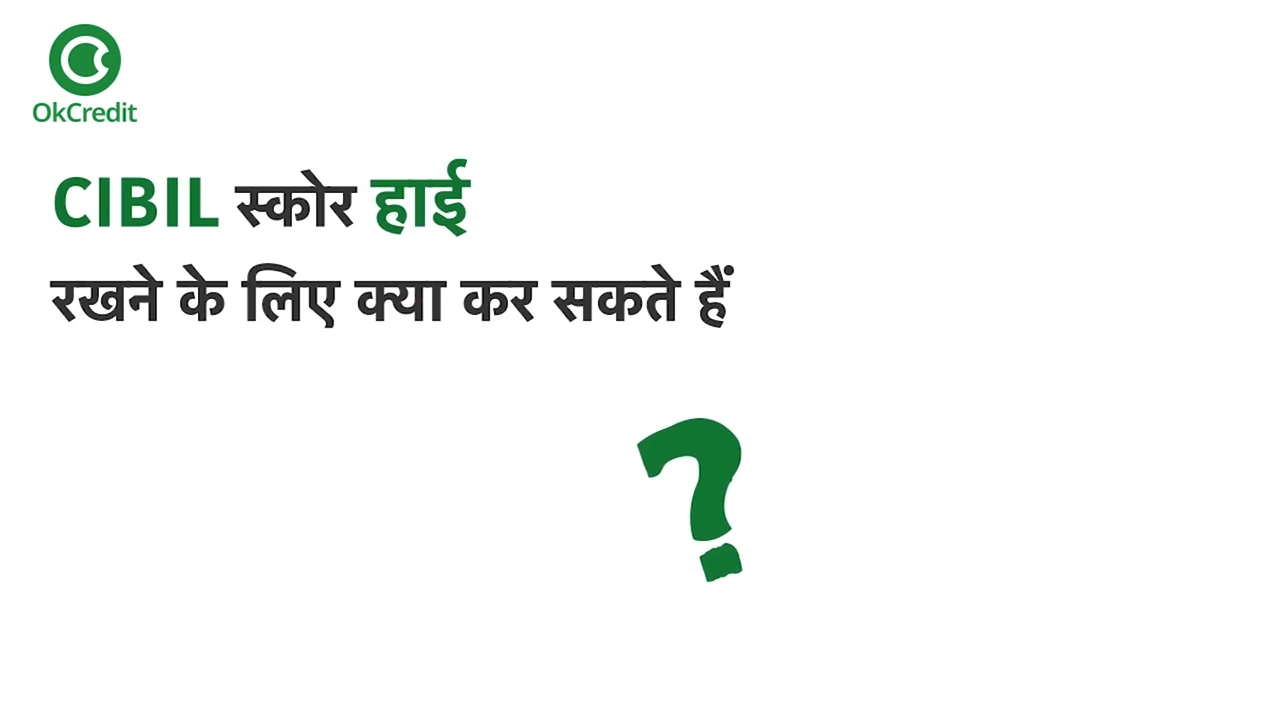 OkCredit
CIBIL स्कोर हाई
रखने के लिए क्या कर सकते हैं
?